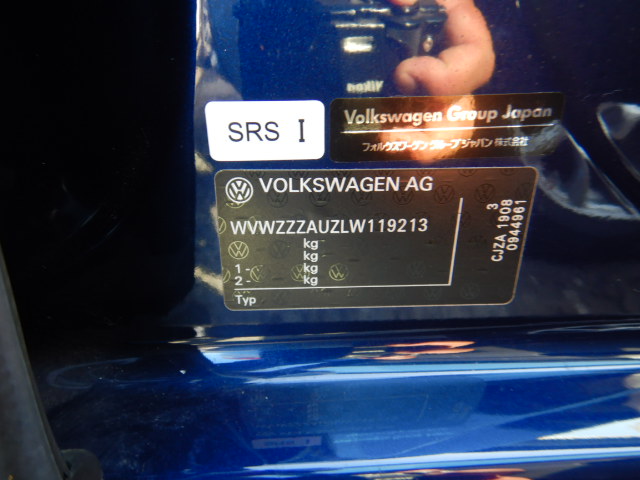 SRS I
Volkswagen Group Japan
フォルクスワーゲン グループ ジャパン 株式会社
VOLKSWAGEN AG
WVWZZZAUZLW119213
kg
kg
1 - kg
2 - kg
Typ
3
CJZA 1908
0944961